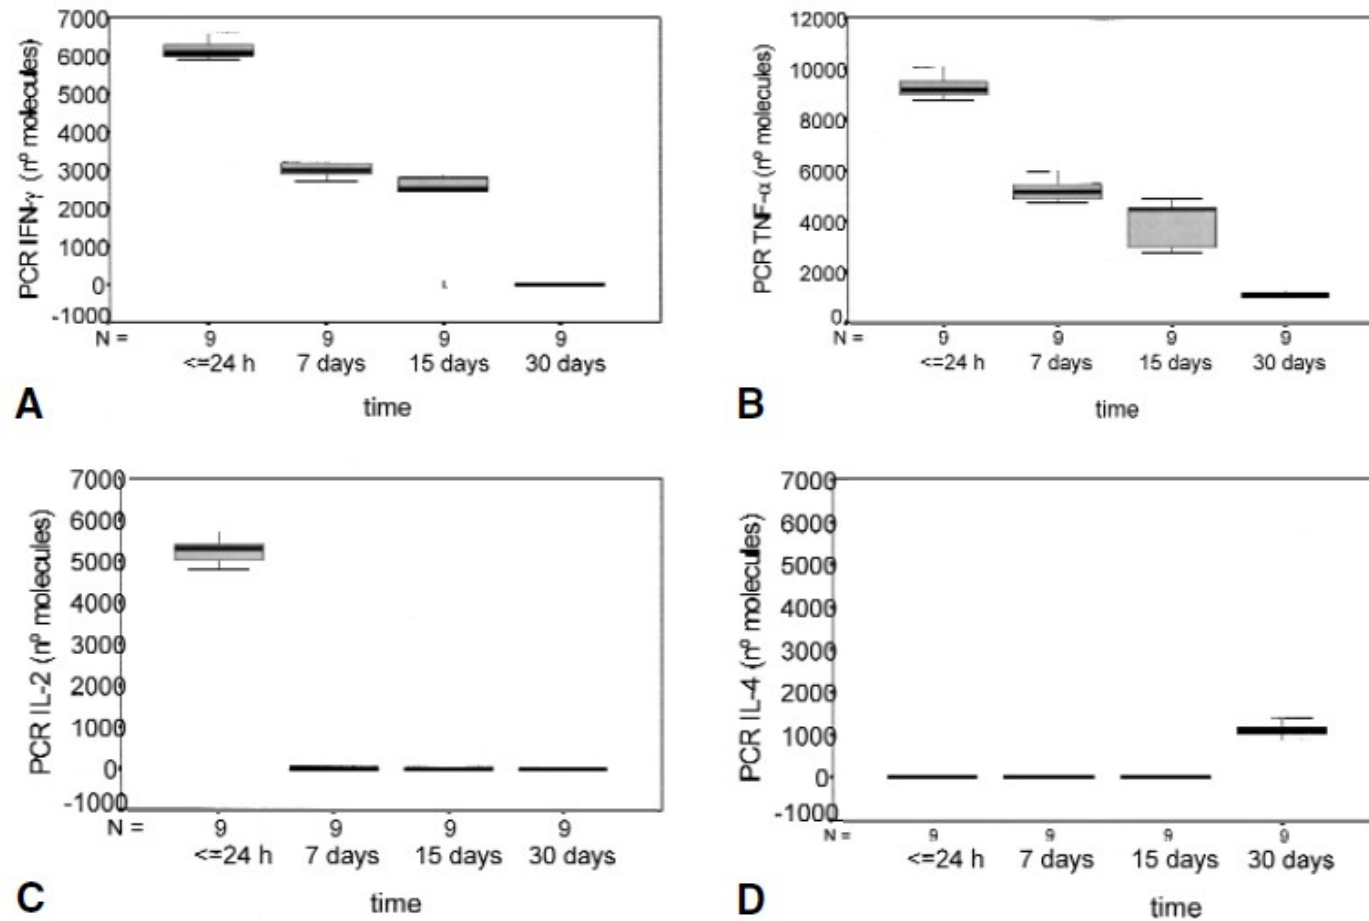 7000
6000
5000
4000
3000
2000
1000
0
-1000
PCR IFN-γ (nº molecules)
N = 9 9 9 9
<=24 h 7 days 15 days 30 days
time
A
12000
10000
8000
6000
4000
2000
0
PCR TNF-α (nº molecules)
N = 9 9 9 9
<=24 h 7 days 15 days 30 days
time
B
7000
6000
5000
4000
3000
2000
1000
0
-1000
PCR IL-2 (nº molecules)
N = 9 9 9 9
<=24 h 7 days 15 days 30 days
time
C
7000
6000
5000
4000
3000
2000
1000
0
-1000
PCR IL-4 (nº molecules)
N = 9 9 9 9
<=24 h 7 days 15 days 30 days
time
D